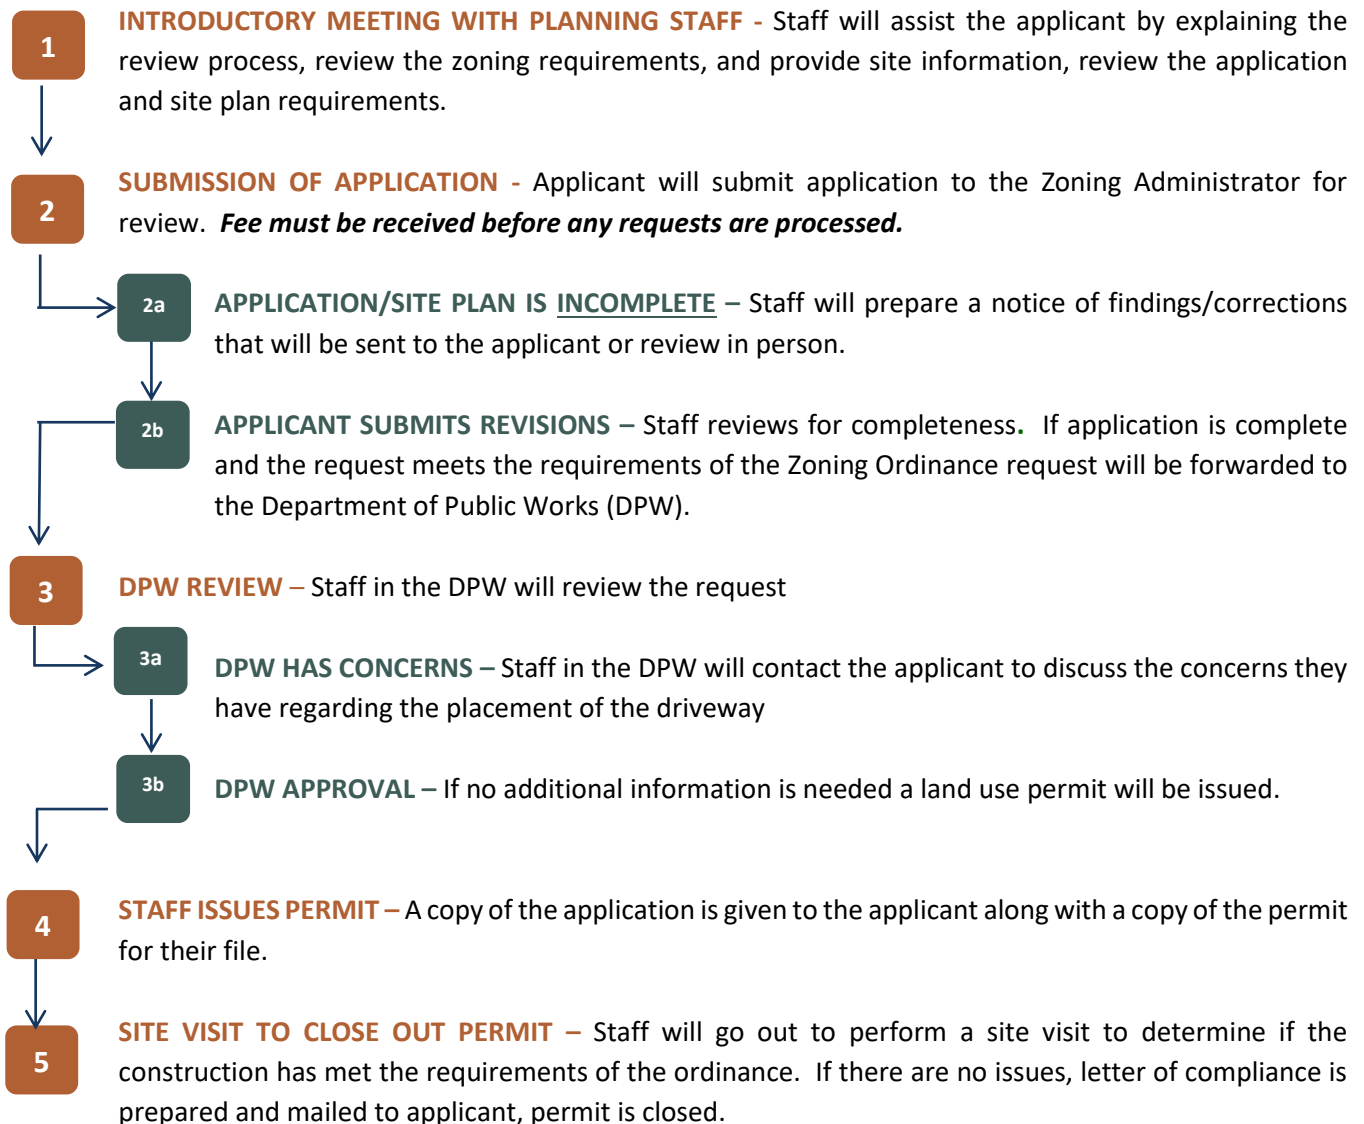 1
INTRODUCTORY MEETING WITH PLANNING STAFF - Staff will assist the applicant by explaining the
review process, review the zoning requirements, and provide site information, review the application
and site plan requirements.
2
SUBMISSION OF APPLICATION - Applicant will submit application to the Zoning Administrator for
review. Fee must be received before any requests are processed.
2a
APPLICATION/SITE PLAN IS INCOMPLETE – Staff will prepare a notice of findings/corrections
that will be sent to the applicant or review in person.
2b
APPLICANT SUBMITS REVISIONS – Staff reviews for completeness. If application is complete
and the request meets the requirements of the Zoning Ordinance request will be forwarded to
the Department of Public Works (DPW).
3
DPW REVIEW – Staff in the DPW will review the request
3a
DPW HAS CONCERNS – Staff in the DPW will contact the applicant to discuss the concerns they
have regarding the placement of the driveway
3b
DPW APPROVAL – If no additional information is needed a land use permit will be issued.
4
STAFF ISSUES PERMIT – A copy of the application is given to the applicant along with a copy of the permit
for their file.
5
SITE VISIT TO CLOSE OUT PERMIT – Staff will go out to perform a site visit to determine if the
construction has met the requirements of the ordinance. If there are no issues, letter of compliance is
prepared and mailed to applicant, permit is closed.